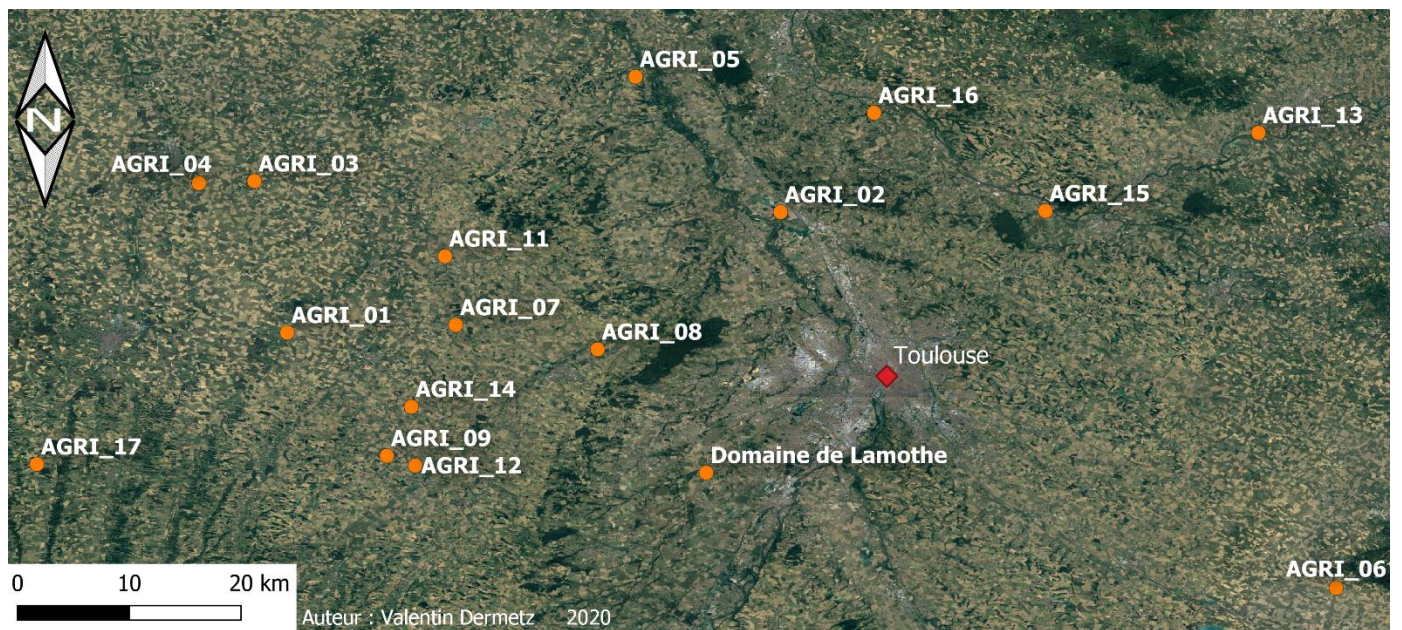 AGRI_05
AGRI_16
AGRI_13
N
AGRI_04
AGRI_03
AGRI_02
AGRI_15
AGRI_11
AGRI_07
AGRI_01
AGRI_08
Toulouse
AGRI_14
AGRI_17
AGRI_09
AGRI_12
Domaine de Lamothe
AGRI_06
0 10 20 km
Auteur : Valentin Dermetz 2020